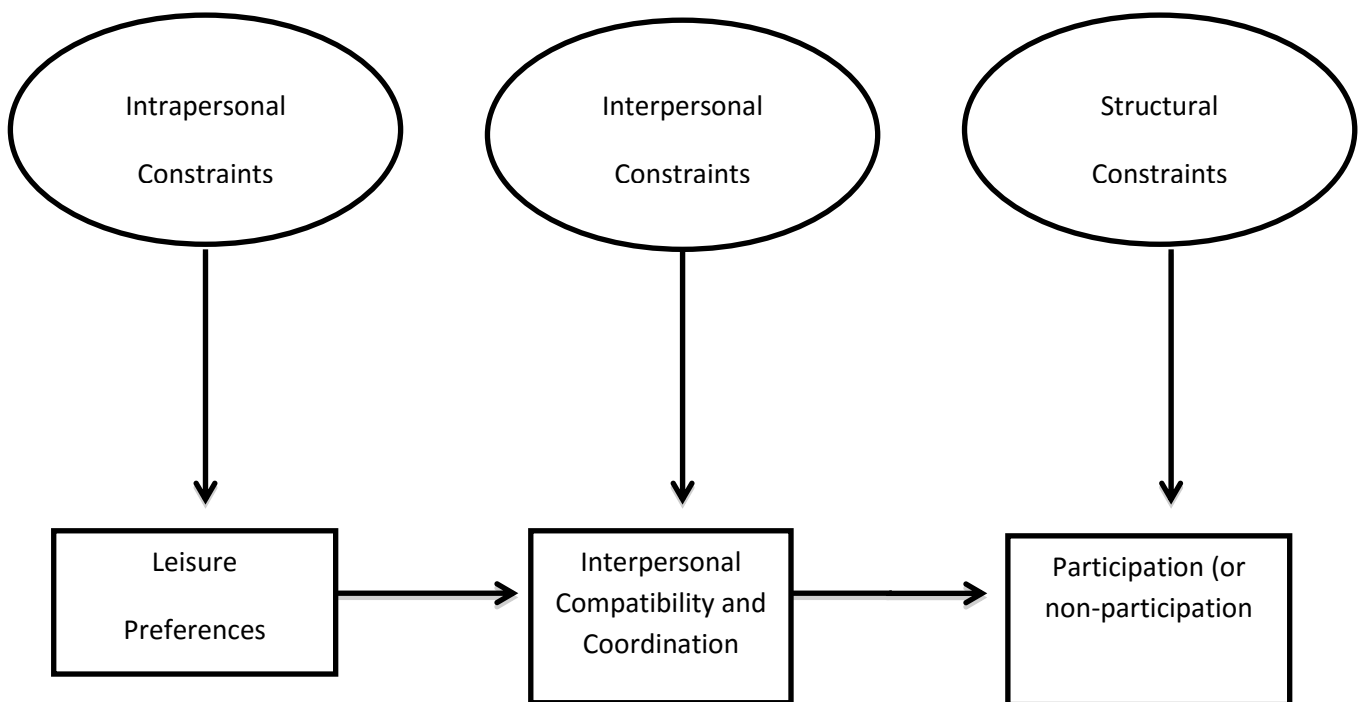 Intrapersonal
Constraints
Interpersonal
Constraints
Structural
Constraints
Leisure
Preferences
Interpersonal
Compatibility and
Coordination
Participation (or
non-participation